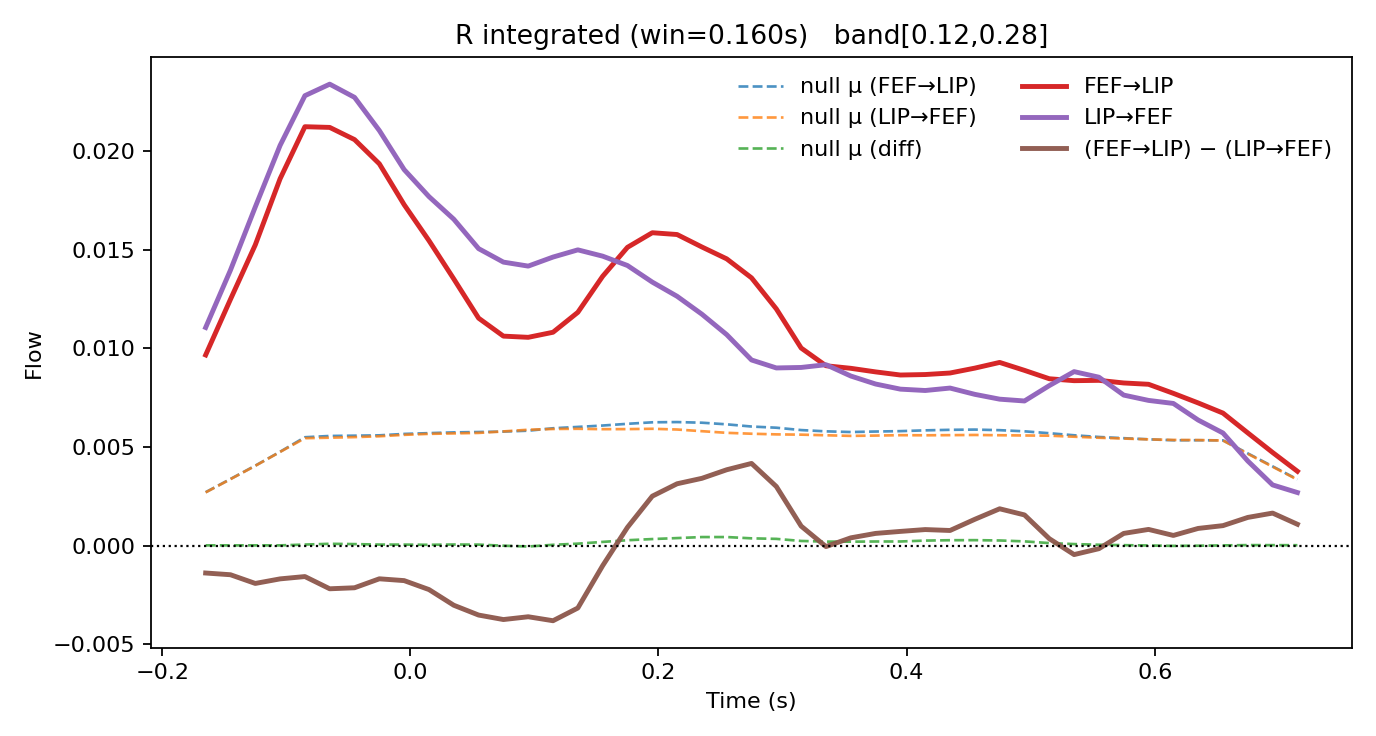 R integrated (win=0.160s)   band[0.12,0.28]
null μ (FEF→LIP)
null μ (LIP→FEF)
null μ (diff)
FEF→LIP
LIP→FEF
(FEF→LIP) − (LIP→FEF)
Flow
0.020
0.015
0.010
0.005
0.000
−0.005
−0.2
0.0
0.2
0.4
0.6
Time (s)